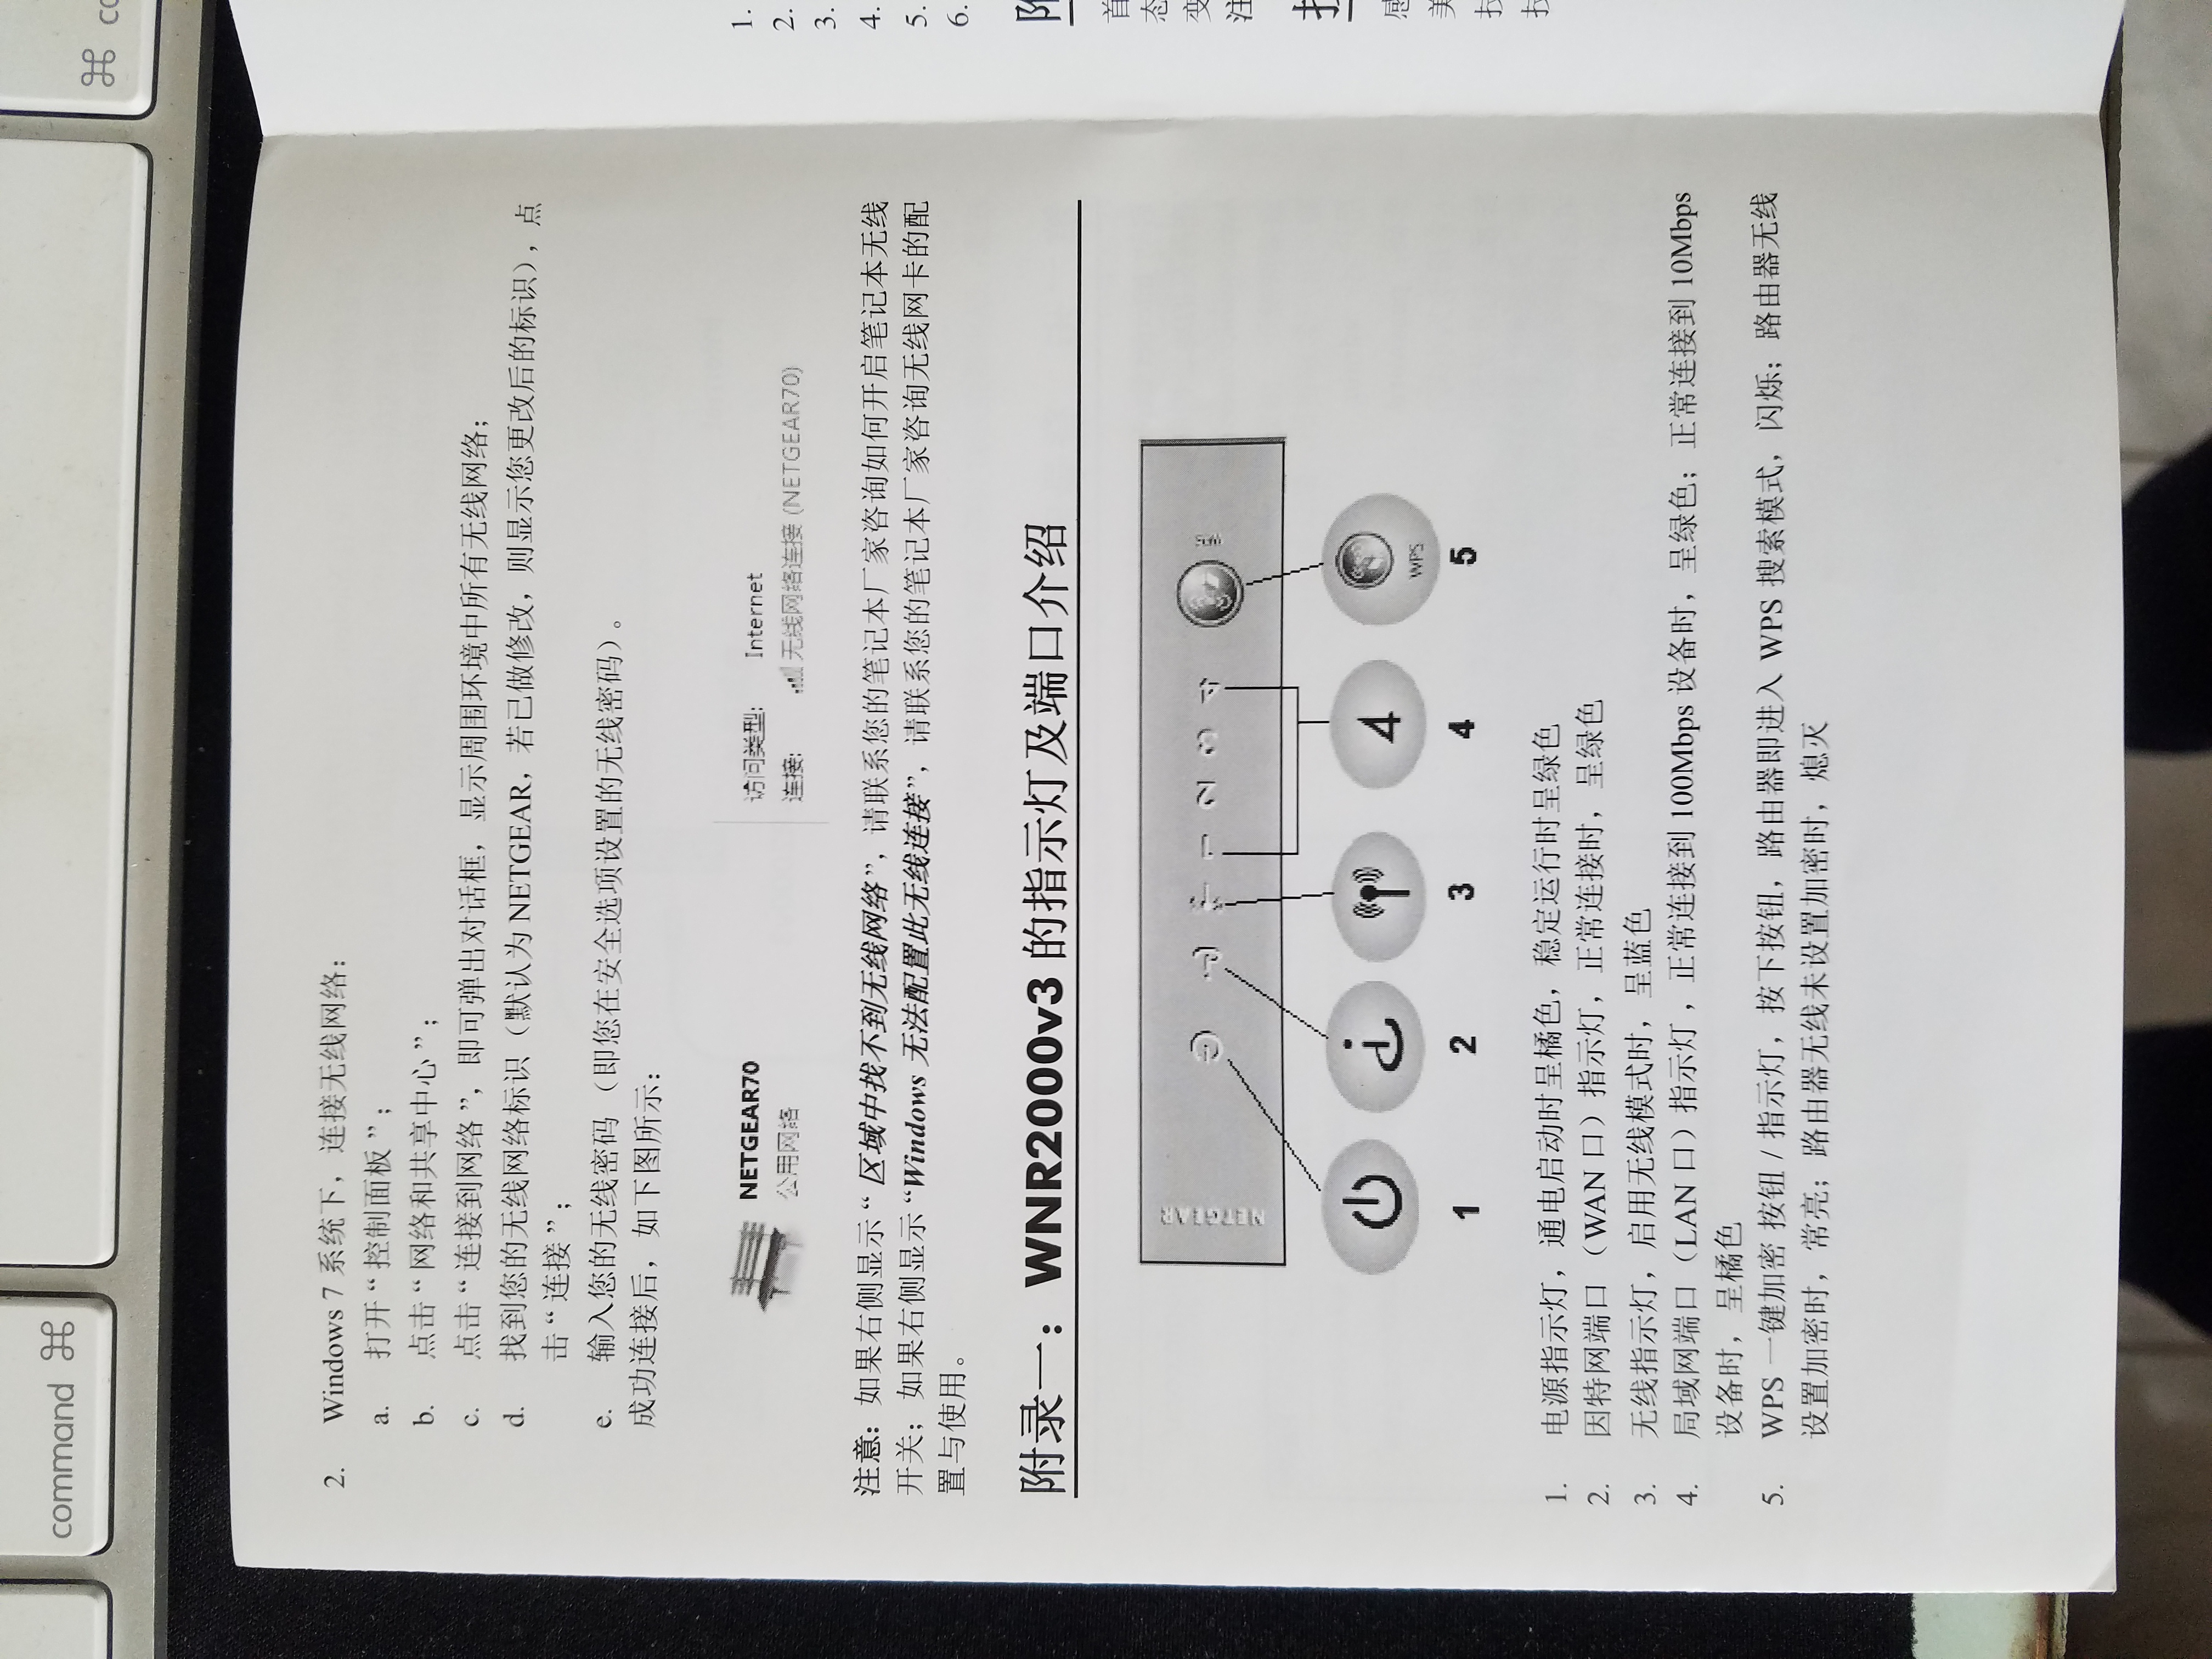 command ⌘
⌘
2. Windows 7 系统下，连接无线网络：
a. 打开“ 控制面板 ”；
b. 点击“ 网络和共享中心 ”；
c. 点击“ 连接到网络 ”，即可弹出对话框，显示周围环境中所有无线网络；
d. 找到您的无线网络标识（默认为 NETGEAR，若已做修改，则显示您更改后的标识），点
击“ 连接 ”；
e. 输入您的无线密码 （即您在安全选项设置的无线密码）。
成功连接后，如下图所示：
NETGEAR70
公用网络
访问类型: Internet
连接: 无线网络连接 (NETGEAR70)
注意：如果右侧显示“ 区域中找不到无线网络”，请联系您的笔记本厂家咨询如何开启笔记本无线
开关；如果右侧显示“Windows 无法配置此无线连接”，请联系您的笔记本厂家咨询无线网卡的配
置与使用。
附录一：WNR2000v3 的指示灯及端口介绍
NETGEAR 1 2 3 4 WPS
4 WPS
1 2 3 4 5
1. 电源指示灯，通电启动时呈橘色，稳定运行时呈绿色
2. 因特网端口 （WAN 口）指示灯，正常连接时，呈绿色
3. 无线指示灯，启用无线模式时，呈蓝色
4. 局域网端口（LAN 口）指示灯 ，正常连接到 100Mbps 设备时，呈绿色；正常连接到 10Mbps
设备时，呈橘色
5. WPS 一键加密 按钮 / 指示灯，按下按钮，路由器即进入 WPS 搜索模式，闪烁；路由器无线
设置加密时，常亮；路由器无线未设置加密时，熄灭
1.
2.
3.
4.
5.
6.
首
态
变
注
感
美
技
技